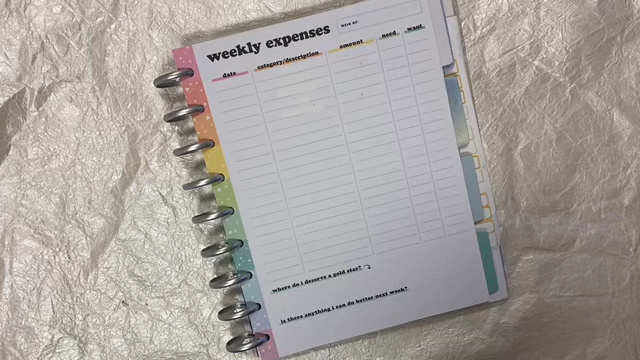 weekly expenses
WEEK OF:
date category/description amount need want
where do i deserve a gold star?
is there anything i can do better next week?